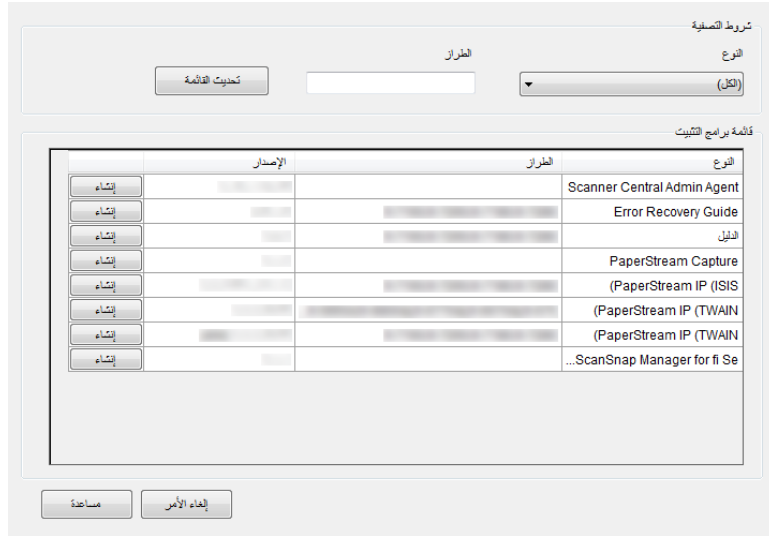 شروط التصفية
النوع
الطراز
(الكل)
تحديث القائمة
قائمة برامج التثبيت
النوع الطراز الإصدار
Scanner Central Admin Agent إنشاء
Error Recovery Guide إنشاء
الدليل إنشاء
PaperStream Capture إنشاء
(PaperStream IP (ISIS إنشاء
(PaperStream IP (TWAIN إنشاء
(PaperStream IP (TWAIN إنشاء
...ScanSnap Manager for fi Se إنشاء
إلغاء الأمر
مساعدة